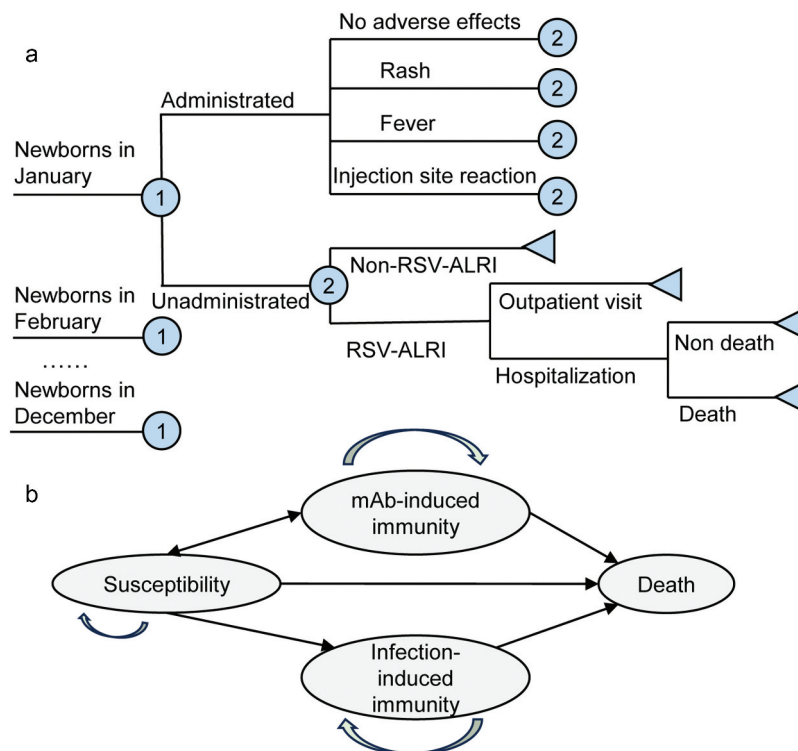 a
No adverse effects
2
Rash
2
Administrated
Fever
2
Newborns in
January
1
Injection site reaction
2
Non-RSV-ALRI
2
Unadministrated
Outpatient visit
Newborns in
February
1
RSV-ALRI
Non death
......
Hospitalization
Newborns in
December
1
Death
b
mAb-induced
immunity
Susceptibility
Death
Infection-
induced
immunity